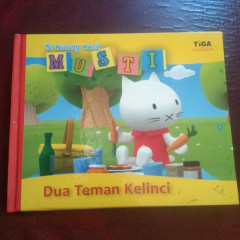 Si Kucing Kecil
MUSTI
TiGA
Dua Teman Kelinci